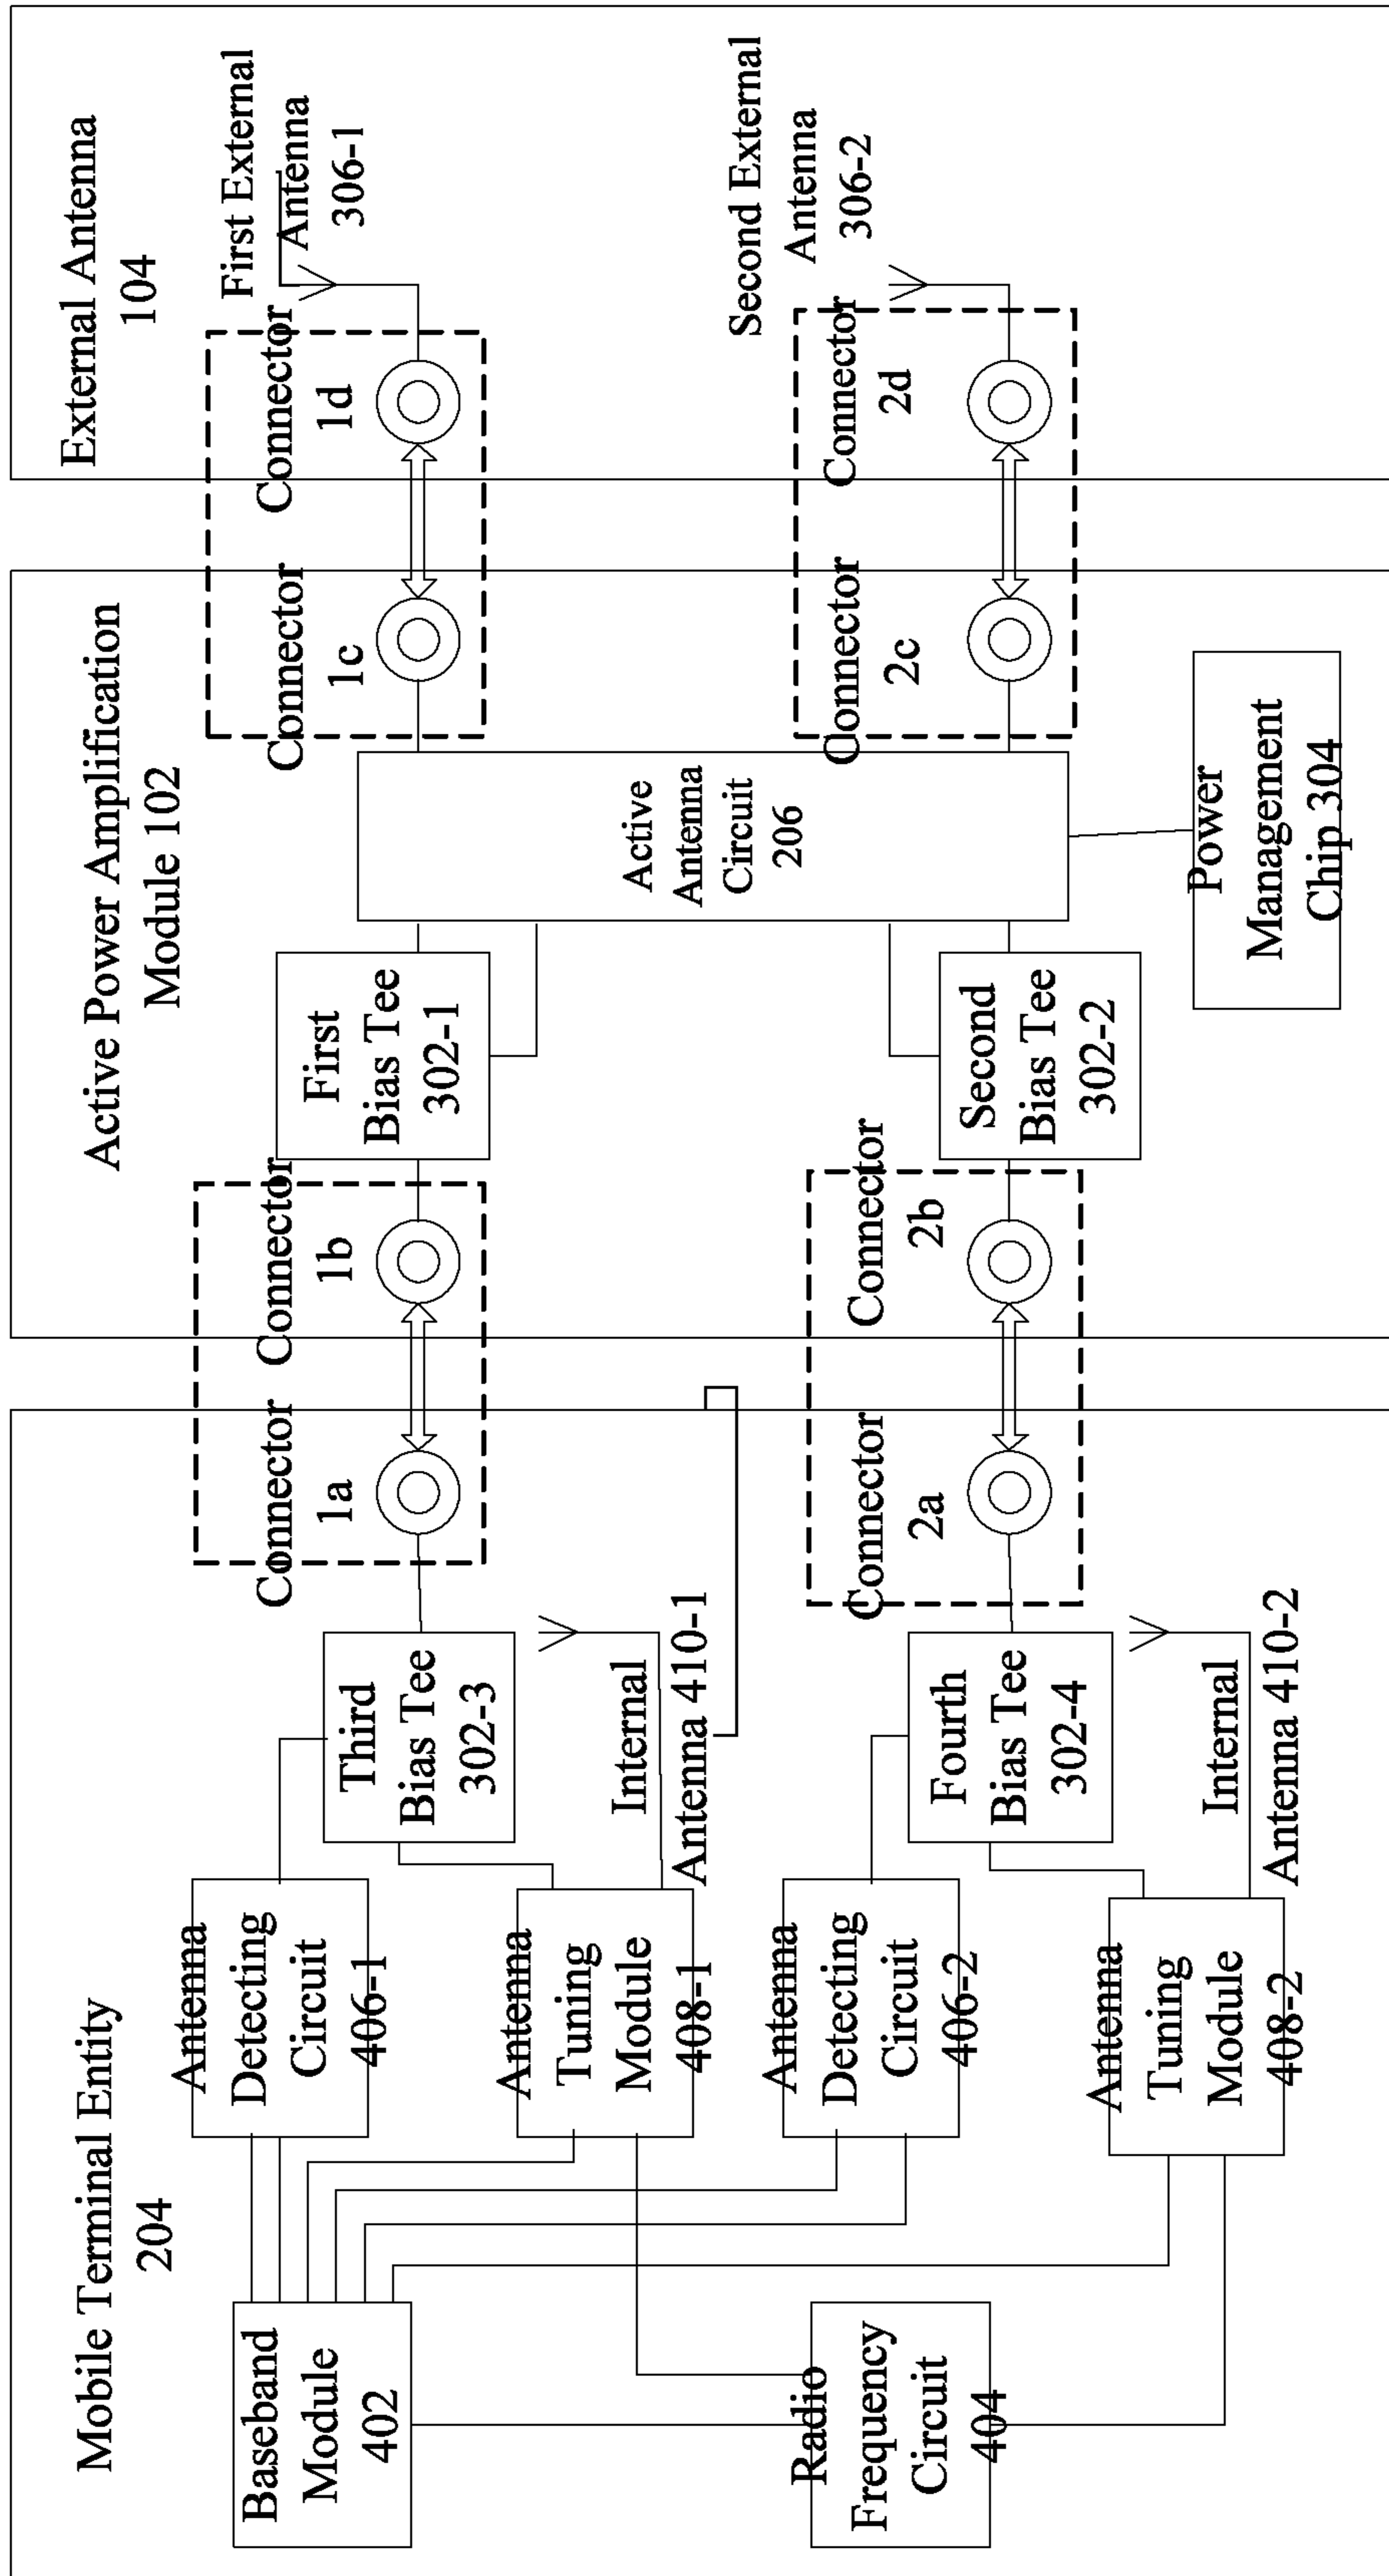 Mobile Terminal Entity
204
Baseband
Module
402
Radio
Frequency
Circuit
404
Antenna
Detecting
Circuit
406-1
Antenna
Tuning
Module
408-1
Antenna
Detecting
Circuit
406-2
Antenna
Tuning
Module
408-2
Third
Bias Tee
302-3
Internal
Antenna 410-1
Fourth
Bias Tee
302-4
Internal
Antenna 410-2
Connector
1a
Connector
2a
Active Power Amplification
Module 102
Connector
1b
Connector
2b
First
Bias Tee
302-1
Second
Bias Tee
302-2
Active
Antenna
Circuit
206
Power
Management
Chip 304
Connector
1c
Connector
2c
External Antenna
104
Connector
1d
Connector
2d
First External
Antenna
306-1
Second External
Antenna
306-2